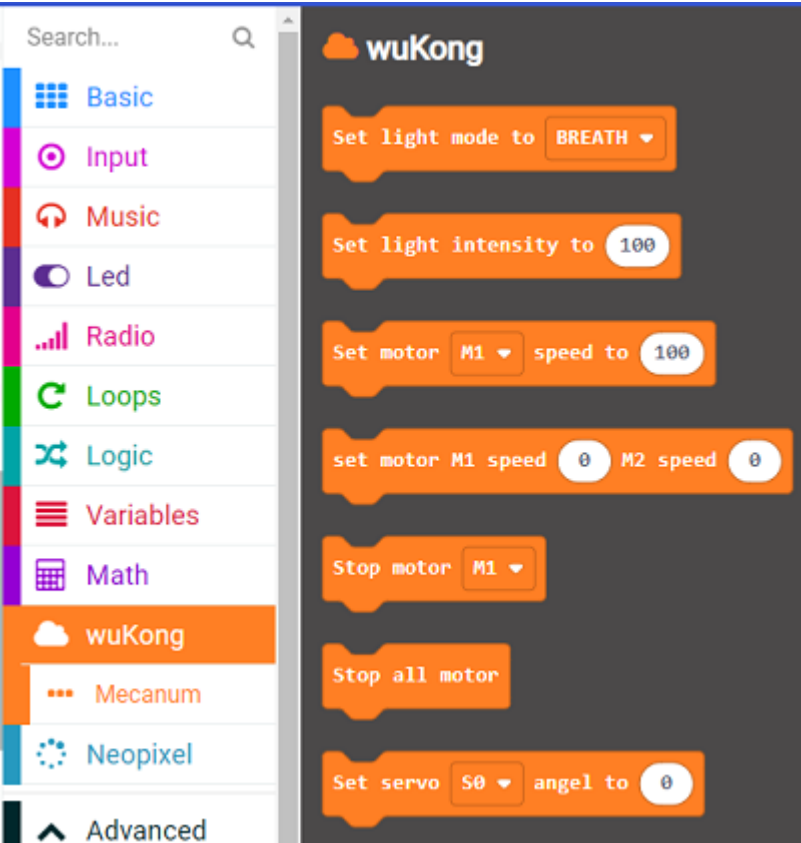 Search...
Basic
Input
Music
Led
Radio
Loops
Logic
Variables
Math
wuKong
Mecanum
Neopixel
Advanced
wuKong
Set light mode to BREATH
Set light intensity to 100
Set motor M1 speed to 100
set motor M1 speed 0 M2 speed 0
Stop motor M1
Stop all motor
Set servo S0 angel to 0